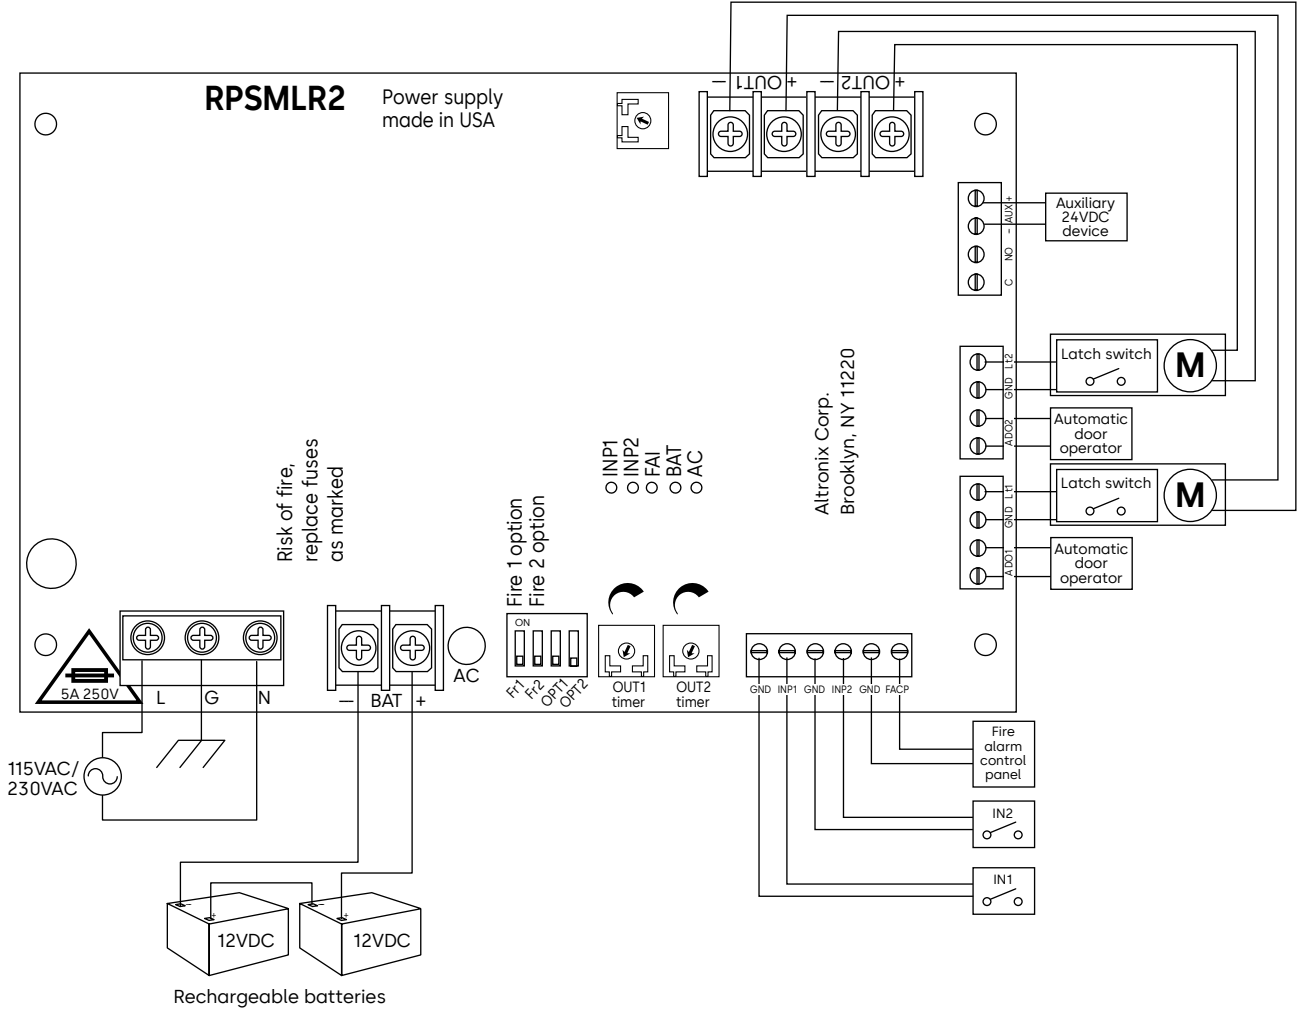 RPSMLR2
Power supply
made in USA
− OUT1 + − OUT2 +
AUX +
−
NO
C
Auxiliary
24VDC
device
Lt2
GND
ADO2
Latch switch
M
Automatic
door
operator
Lt1
GND
ADO1
Latch switch
M
Automatic
door
operator
Altronix Corp.
Brooklyn, NY 11220
INP1
INP2
FAI
BAT
AC
Risk of fire,
replace fuses
as marked
Fire 1 option
Fire 2 option
ON
Fr1
Fr2
OPT1
OPT2
OUT1
timer
OUT2
timer
5A 250V
L G N
− BAT +
AC
GND INP1 GND INP2 GND FACP
Fire
alarm
control
panel
IN2
IN1
115VAC/
230VAC
− + − +
12VDC 12VDC
Rechargeable batteries